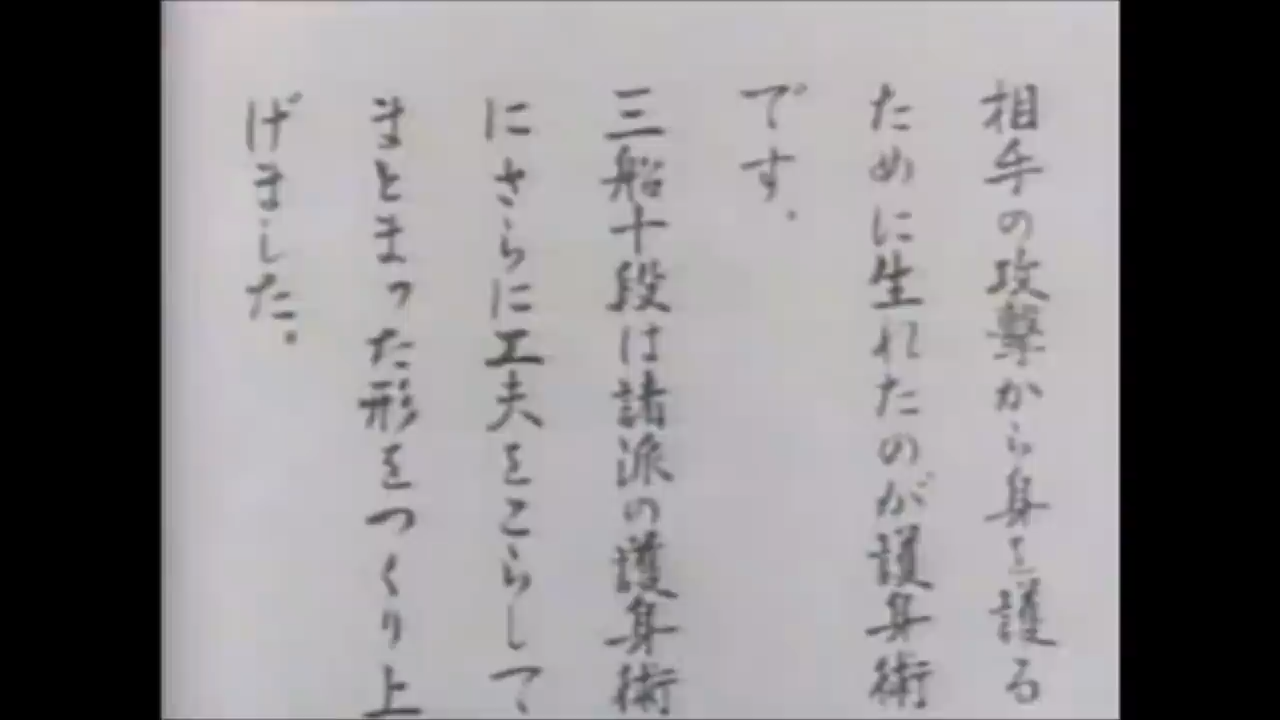 相手の攻撃から身を護る
ために生れたのが護身術
です.
三船十段は諸派の護身術
にさらに工夫をこらして
まとまった形をつくり上
げました.